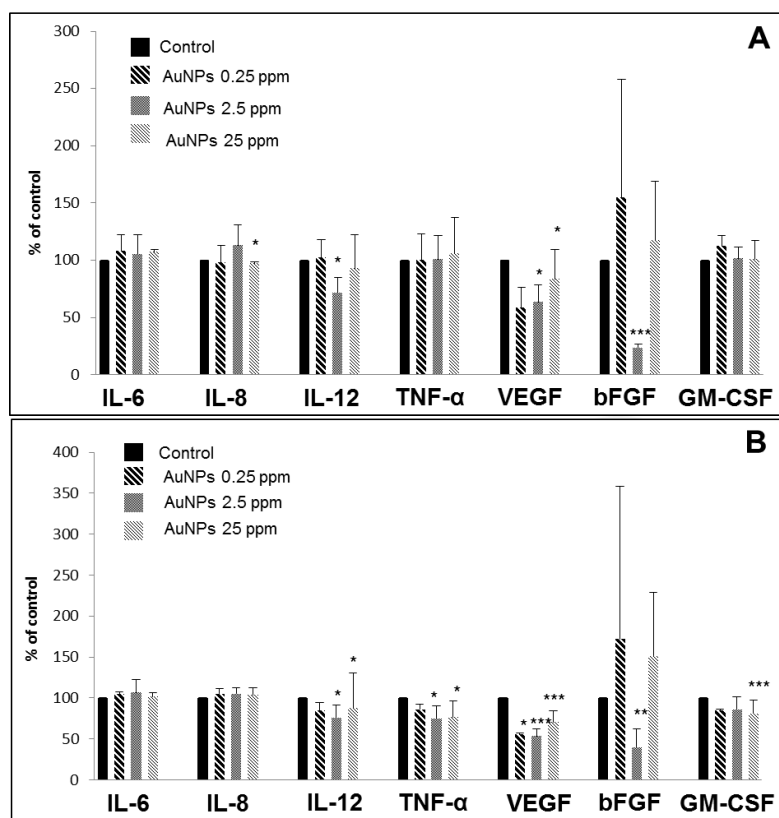 A
Control
AuNPs 0.25 ppm
AuNPs 2.5 ppm
AuNPs 25 ppm
% of control
300
250
200
150
100
50
0
*
*
*
*
***
IL-6 IL-8 IL-12 TNF-α VEGF bFGF GM-CSF
B
Control
AuNPs 0.25 ppm
AuNPs 2.5 ppm
AuNPs 25 ppm
% of control
400
350
300
250
200
150
100
50
0
*
*
*
*
*
***
***
**
***
IL-6 IL-8 IL-12 TNF-α VEGF bFGF GM-CSF